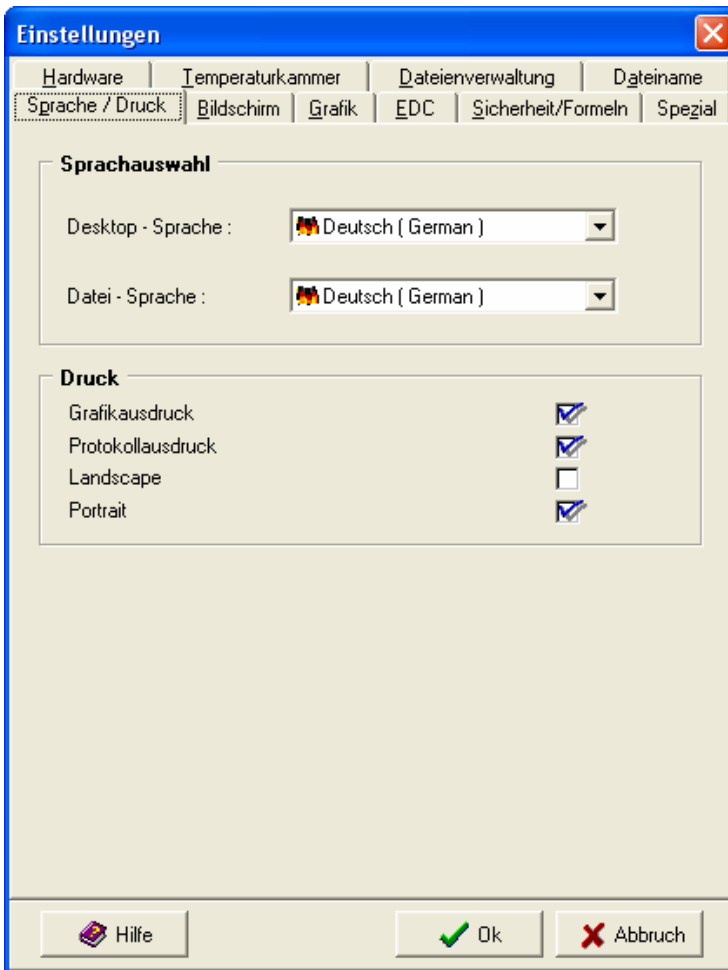 Einstellungen
Hardware Temperaturkammer Dateienverwaltung Dateiname
Sprache / Druck Bildschirm Grafik EDC Sicherheit/Formeln Spezial
Sprachauswahl
Desktop - Sprache : Deutsch ( German )
Datei - Sprache : Deutsch ( German )
Druck
Grafikausdruck
Protokollausdruck
Landscape
Portrait
Hilfe Ok Abbruch